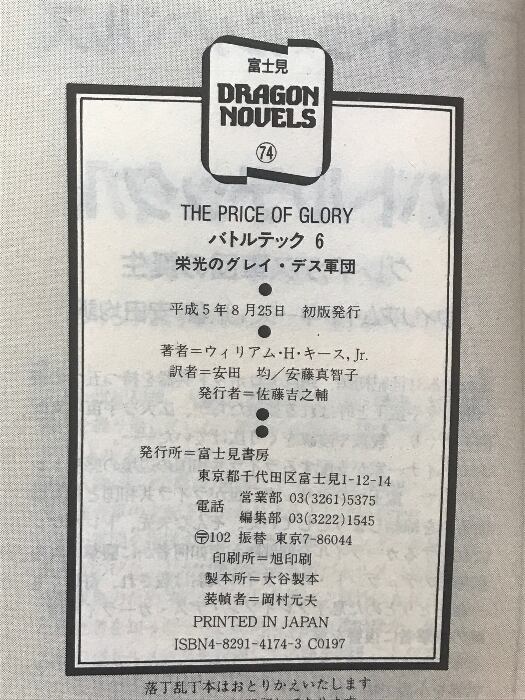 富士見
DRAGON
NOVELS
74
THE PRICE OF GLORY
バトルテック 6
栄光のグレイ・デス軍団
●
平成5年8月25日 初版発行
●
著者=ウィリアム・H・キース, Jr.
訳者=安田 均/安藤真智子
発行者=佐藤吉之輔
●
●
発行所=富士見書房
東京都千代田区富士見1-12-14
電話 営業部 03(3261)5375
編集部 03(3222)1545
〒102 振替 東京7-86044
印刷所=旭印刷
製本所=大谷製本
装幀者=岡村元夫
PRINTED IN JAPAN
ISBN4-8291-4174-3 C0197
落丁乱丁本はおとりかえいたします